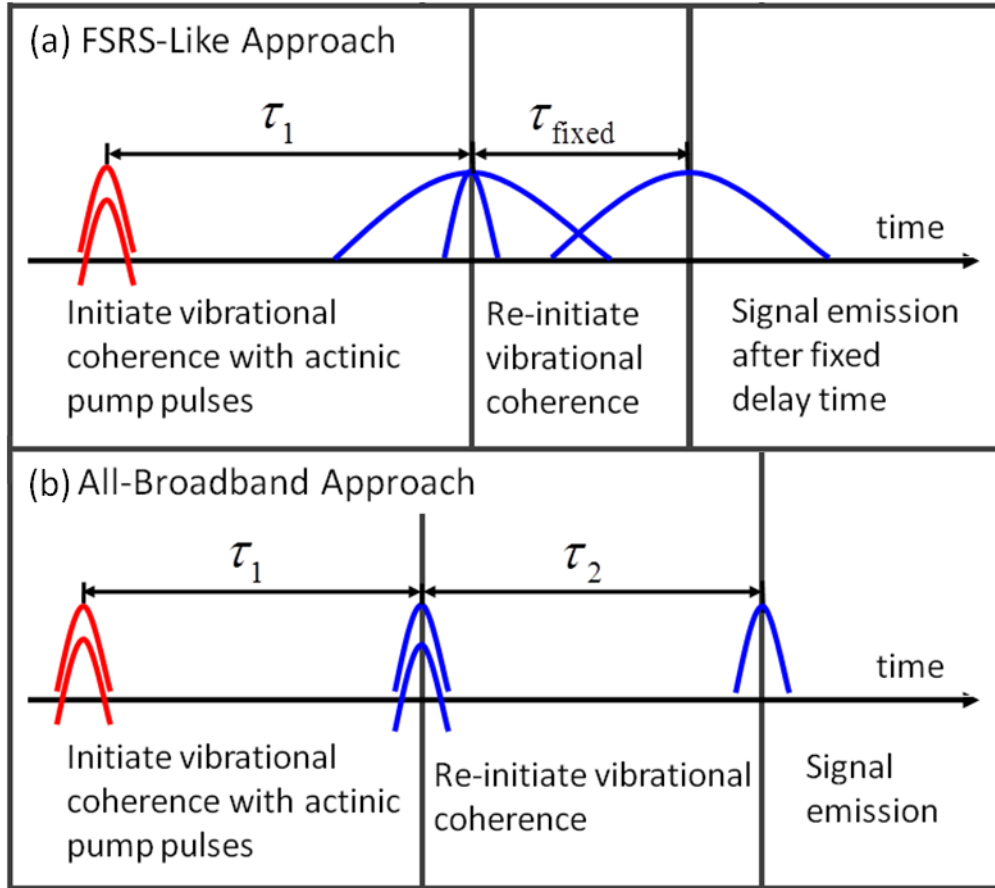 (a) FSRS-Like Approach
τ₁
τ_fixed
time
Initiate vibrational
coherence with actinic
pump pulses
Re-initiate
vibrational
coherence
Signal emission
after fixed
delay time
(b) All-Broadband Approach
τ₁
τ₂
time
Initiate vibrational
coherence with actinic
pump pulses
Re-initiate vibrational
coherence
Signal
emission